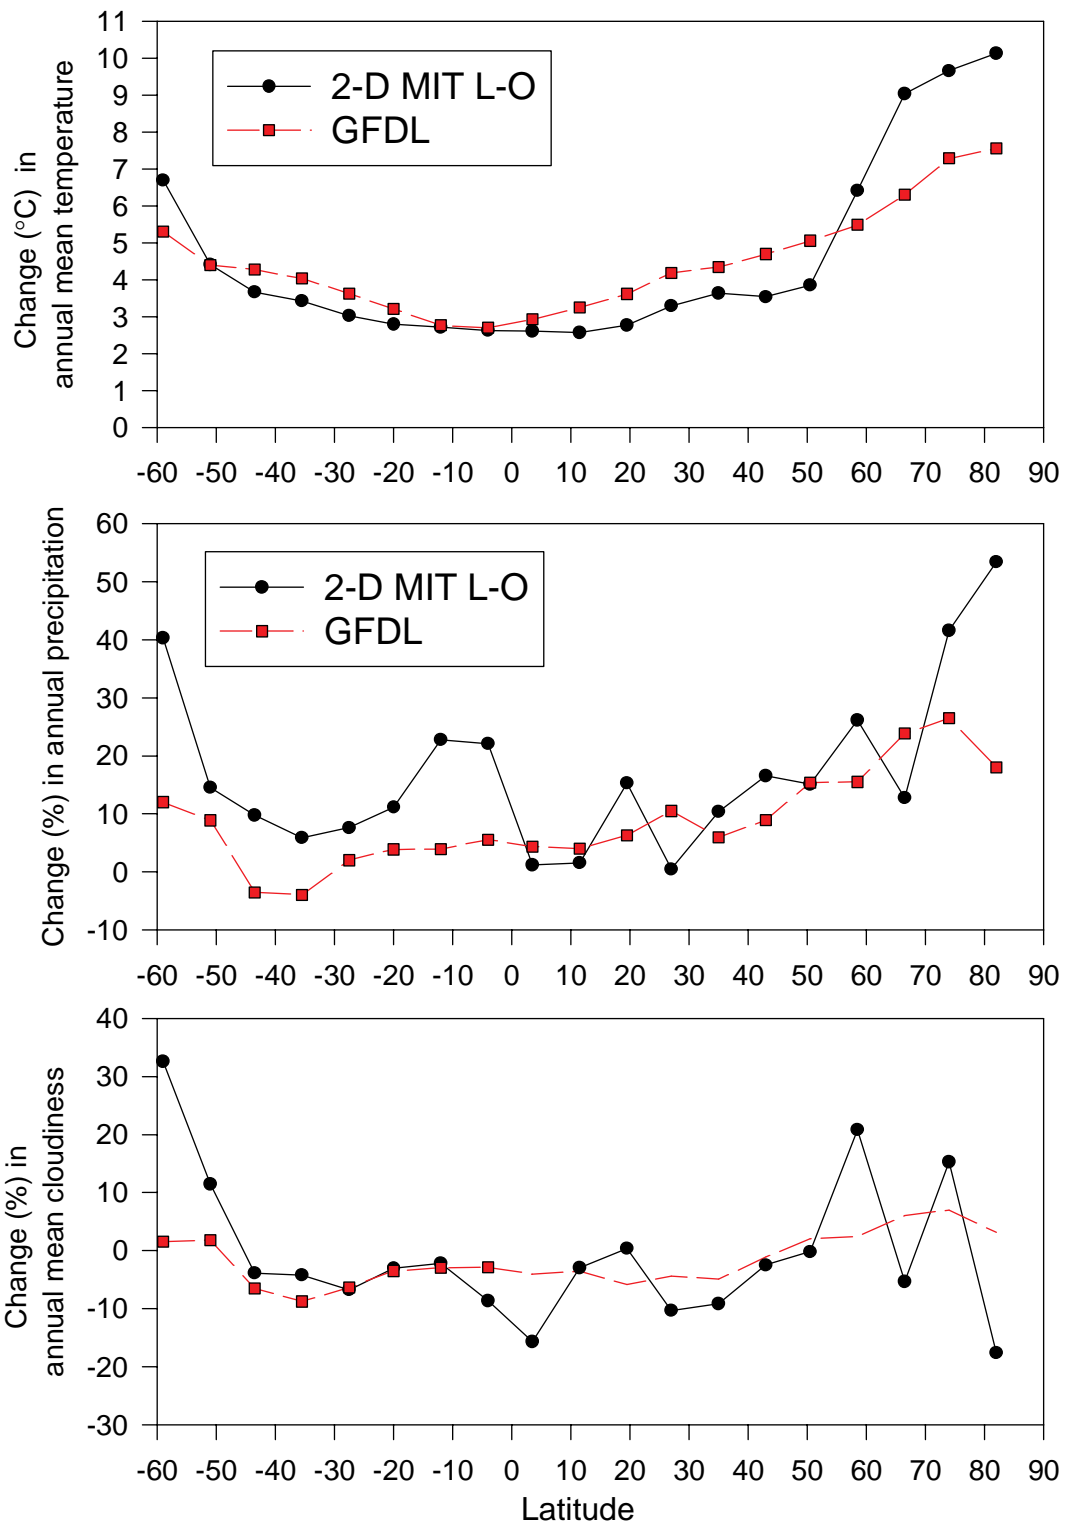 11
10
9
8
7
6
5
4
3
2
1
0
Change (°C) in
annual mean temperature
2-D MIT L-O
GFDL
-60 -50 -40 -30 -20 -10 0 10 20 30 40 50 60 70 80 90
60
50
40
30
20
10
0
-10
Change (%) in annual precipitation
2-D MIT L-O
GFDL
-60 -50 -40 -30 -20 -10 0 10 20 30 40 50 60 70 80 90
40
30
20
10
0
-10
-20
-30
Change (%) in
annual mean cloudiness
-60 -50 -40 -30 -20 -10 0 10 20 30 40 50 60 70 80 90
Latitude